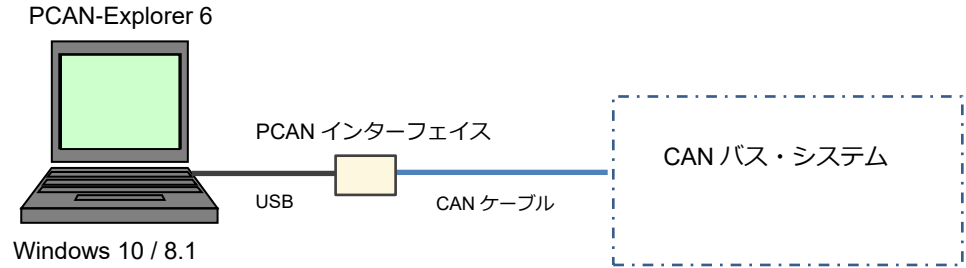 PCAN-Explorer 6
PCAN インターフェイス
CAN バス・システム
USB
CAN ケーブル
Windows 10 / 8.1